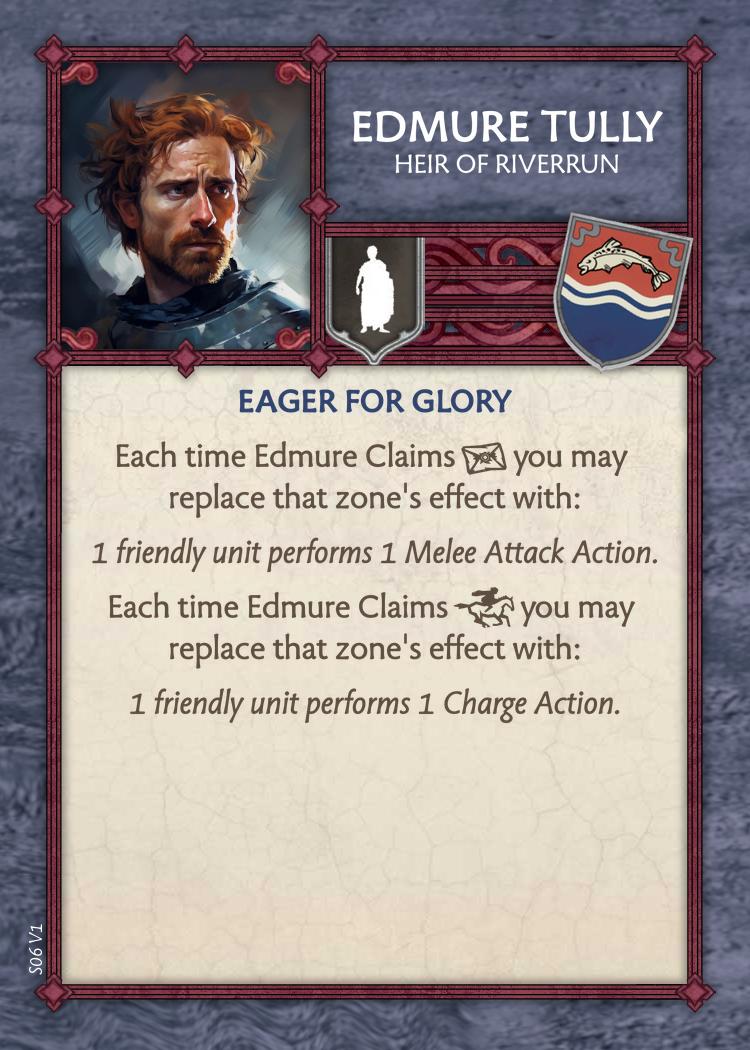 EDMURE TULLY
HEIR OF RIVERRUN
EAGER FOR GLORY
Each time Edmure Claims you may
replace that zone's effect with:
1 friendly unit performs 1 Melee Attack Action.
Each time Edmure Claims you may
replace that zone's effect with:
1 friendly unit performs 1 Charge Action.
S06 V1